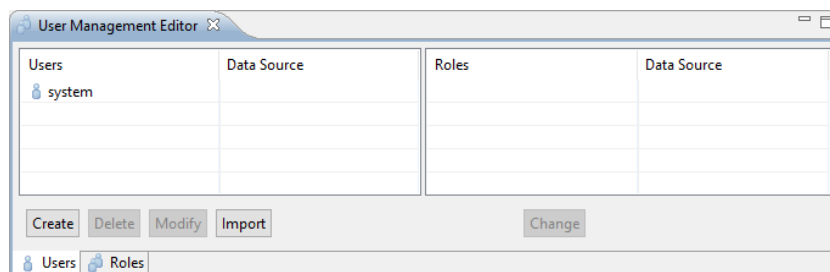 User Management Editor
Users Data Source Roles Data Source
system
Create Delete Modify Import Change
Users Roles